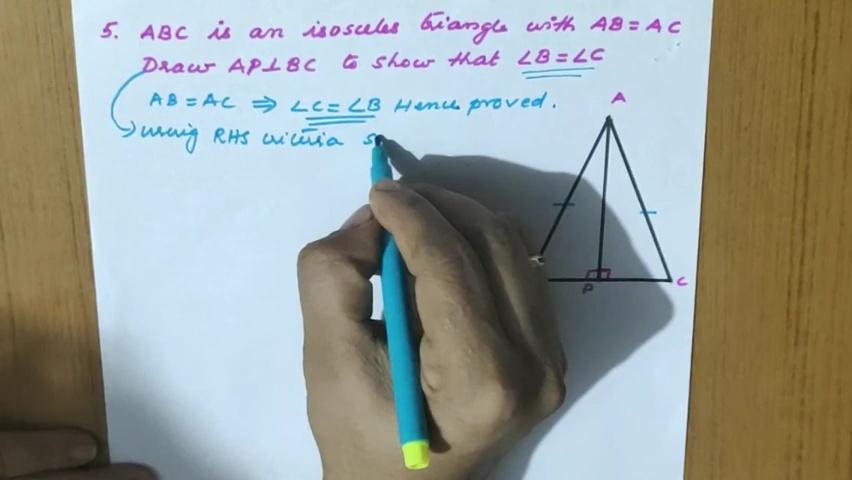 5. ABC is an isosceles triangle with AB = AC
Draw AP⊥BC to show that ∠B = ∠C
AB = AC ⇒ ∠C = ∠B Hence proved.
using RHS criteria s
A
P
C